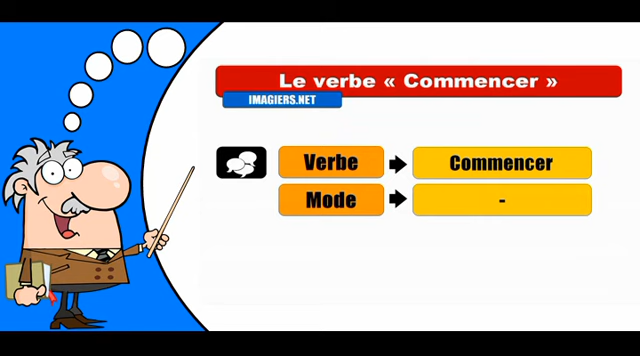 Le verbe « Commencer »
IMAGIERS.NET
Verbe Commencer
Mode -